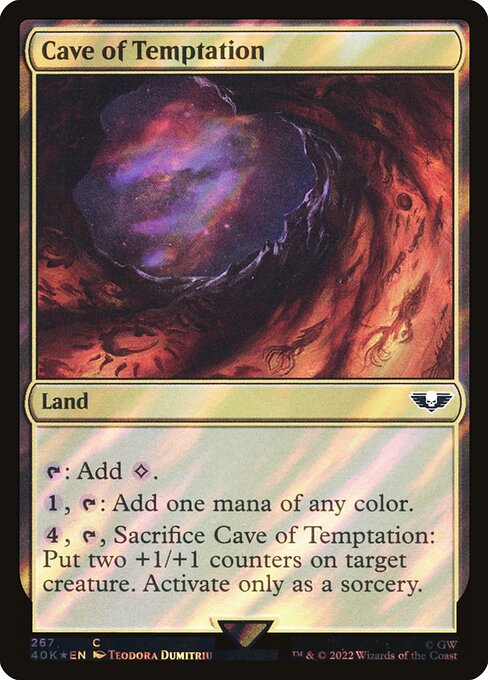 Cave of Temptation
Land
: Add .
1, : Add one mana of any color.
4, , Sacrifice Cave of Temptation:
Put two +1/+1 counters on target
creature. Activate only as a sorcery.
267 C © GW
40K★EN Teodora Dumitriu ™ & © 2022 Wizards of the Coast